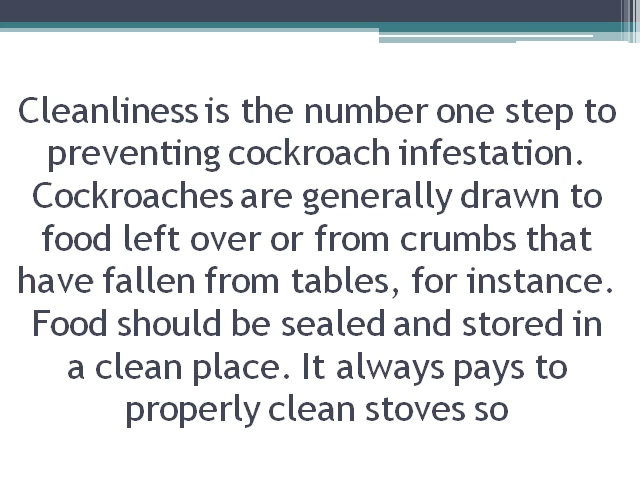 Cleanliness is the number one step to
preventing cockroach infestation.
Cockroaches are generally drawn to
food left over or from crumbs that
have fallen from tables, for instance.
Food should be sealed and stored in
a clean place. It always pays to
properly clean stoves so